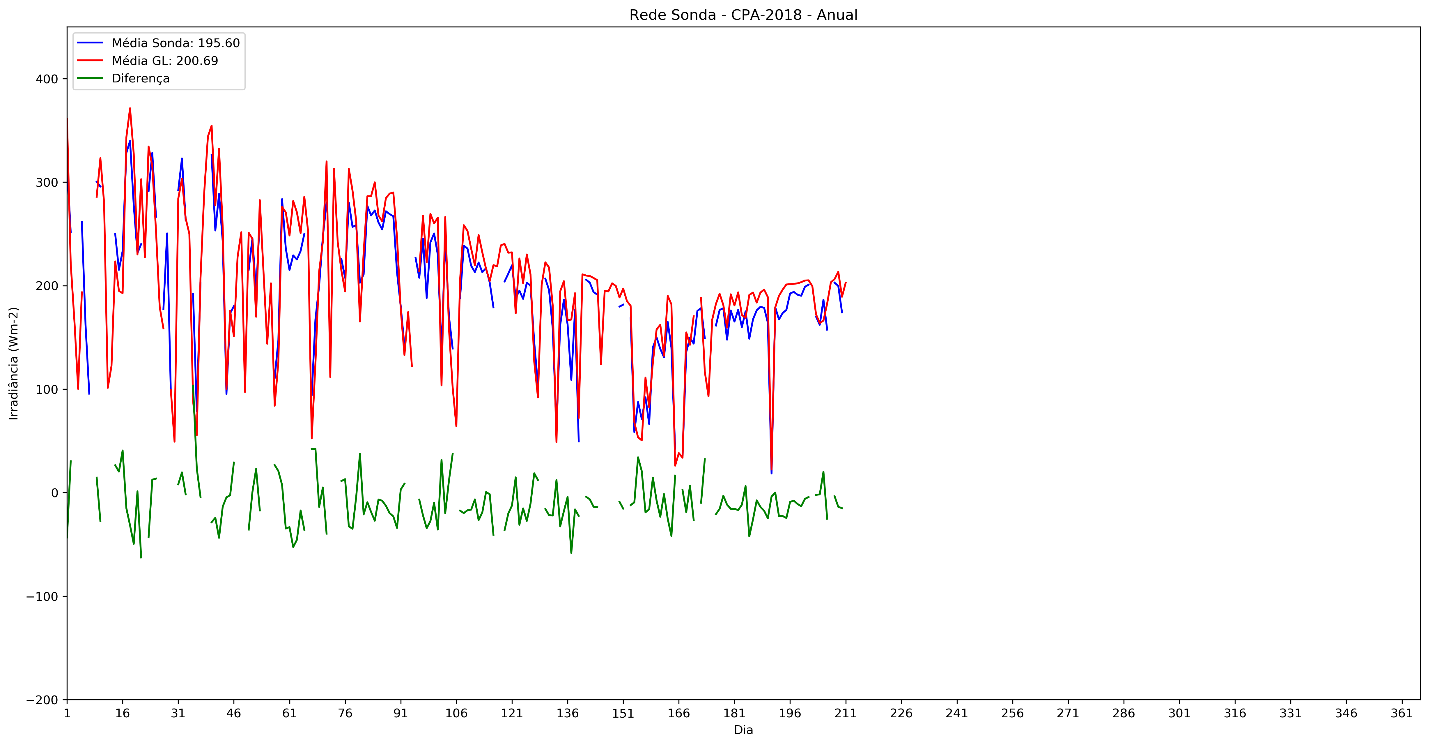 Rede Sonda - CPA-2018 - Anual
Média Sonda: 195.60
Média GL: 200.69
Diferença
400
300
200
100
0
−100
−200
Irradiância (Wm-2)
1 16 31 46 61 76 91 106 121 136 151 166 181 196 211 226 241 256 271 286 301 316 331 346 361
Dia